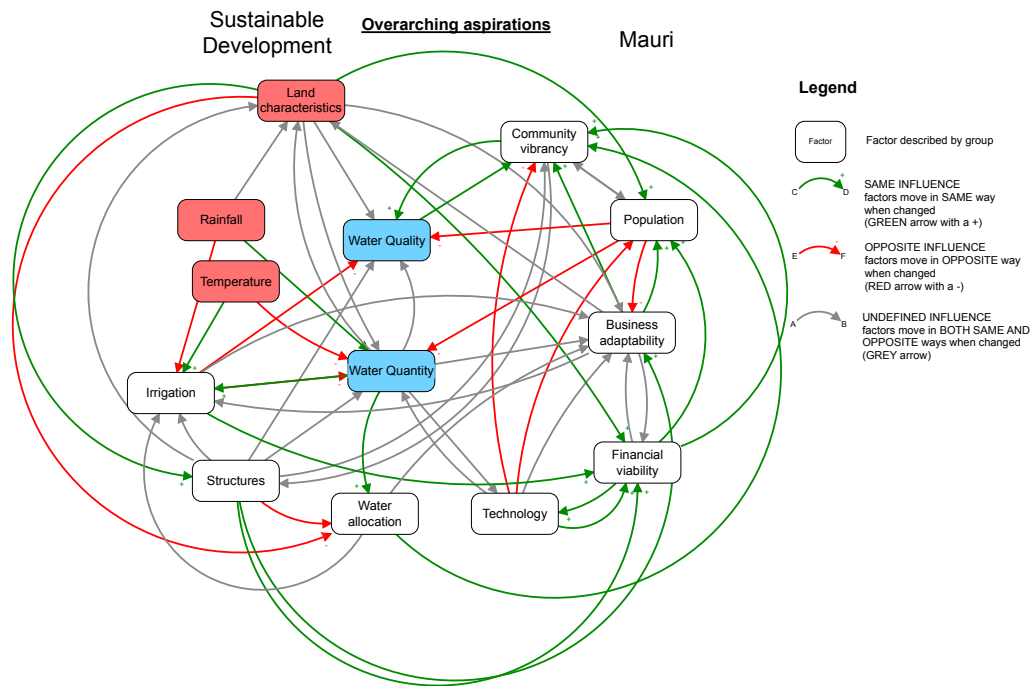 Sustainable
Development
Overarching aspirations
Mauri
Land
characteristics
Community
vibrancy
Rainfall
Population
Water Quality
Temperature
Business
adaptability
Water Quantity
Irrigation
Financial
viability
Structures
Water
allocation
Technology
Legend
Factor
Factor described by group
C
+
D
SAME INFLUENCE
factors move in SAME way
when changed
(GREEN arrow with a +)
E
-
F
OPPOSITE INFLUENCE
factors move in OPPOSITE way
when changed
(RED arrow with a -)
A
B
UNDEFINED INFLUENCE
factors move in BOTH SAME AND
OPPOSITE ways when changed
(GREY arrow)